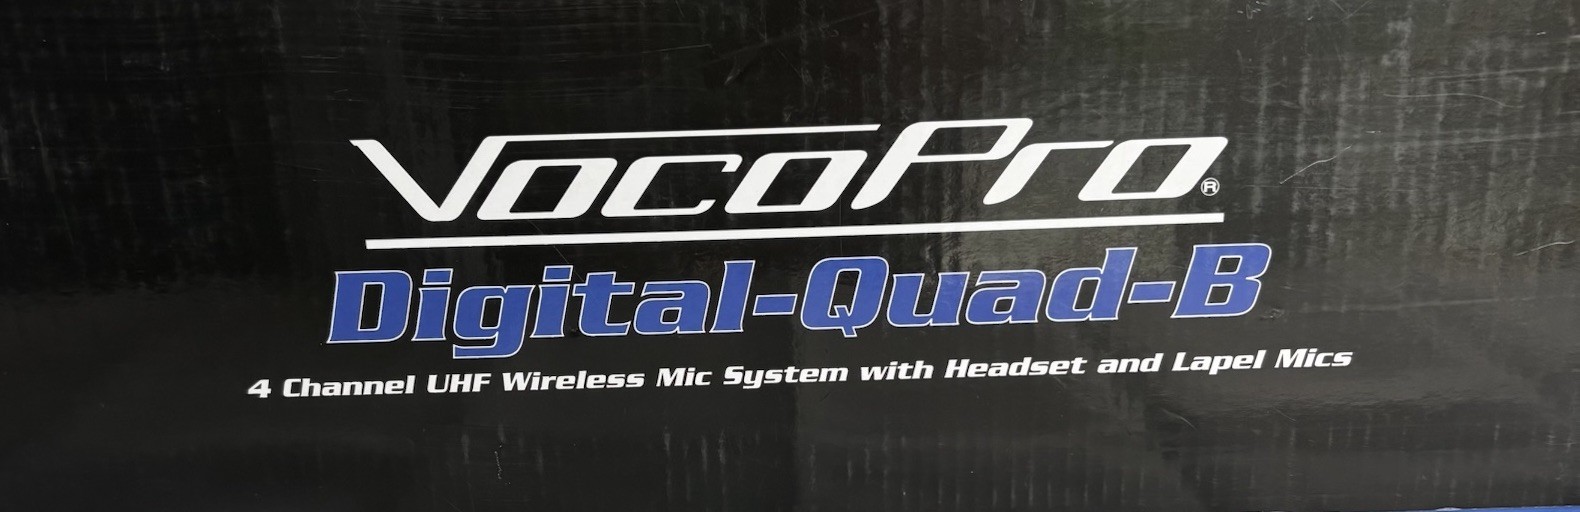 VocoPro®
Digital-Quad-B
4 Channel UHF Wireless Mic System with Headset and Lapel Mics